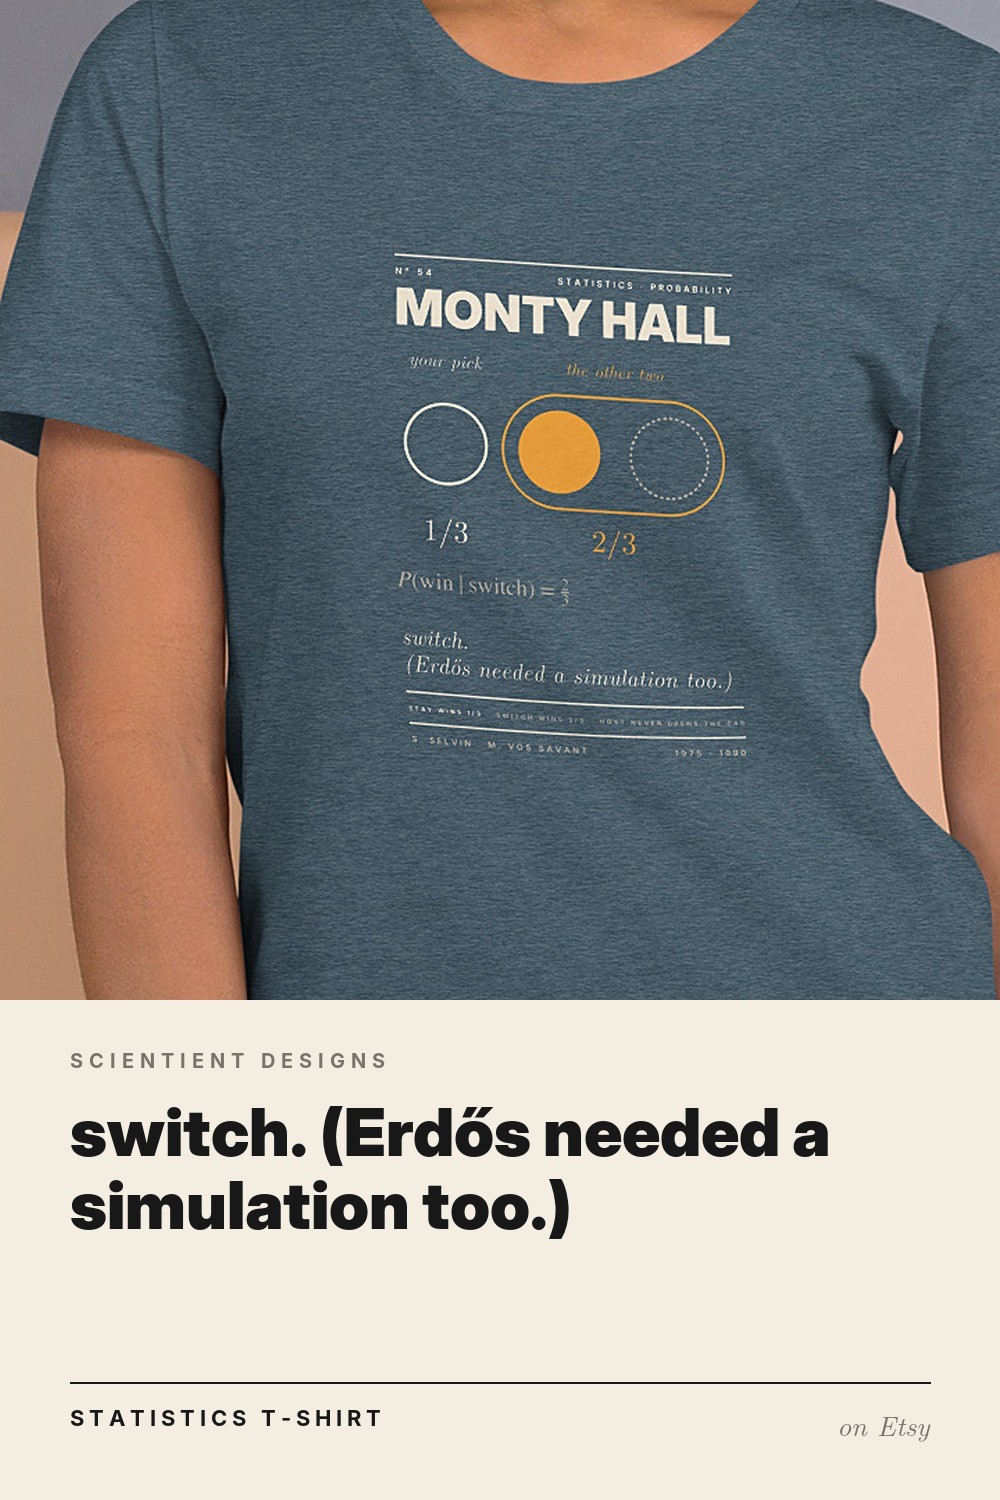 N° 54
STATISTICS · PROBABILITY
MONTY HALL
your pick
the other two
1/3
2/3
P(win | switch) = 2/3
switch.
(Erdős needed a simulation too.)
STAY WINS 1/3 SWITCH WINS 2/3 HOST NEVER OPENS THE CAR
S. SELVIN M. VOS SAVANT
1975 · 1990
SCIENTIENT DESIGNS
switch. (Erdős needed a
simulation too.)
STATISTICS T-SHIRT
on Etsy